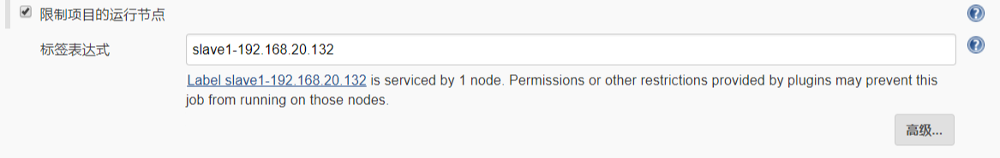 限制项目的运行节点
标签表达式
slave1-192.168.20.132
Label slave1-192.168.20.132 is serviced by 1 node. Permissions or other restrictions provided by plugins may prevent this
job from running on those nodes.
高级...